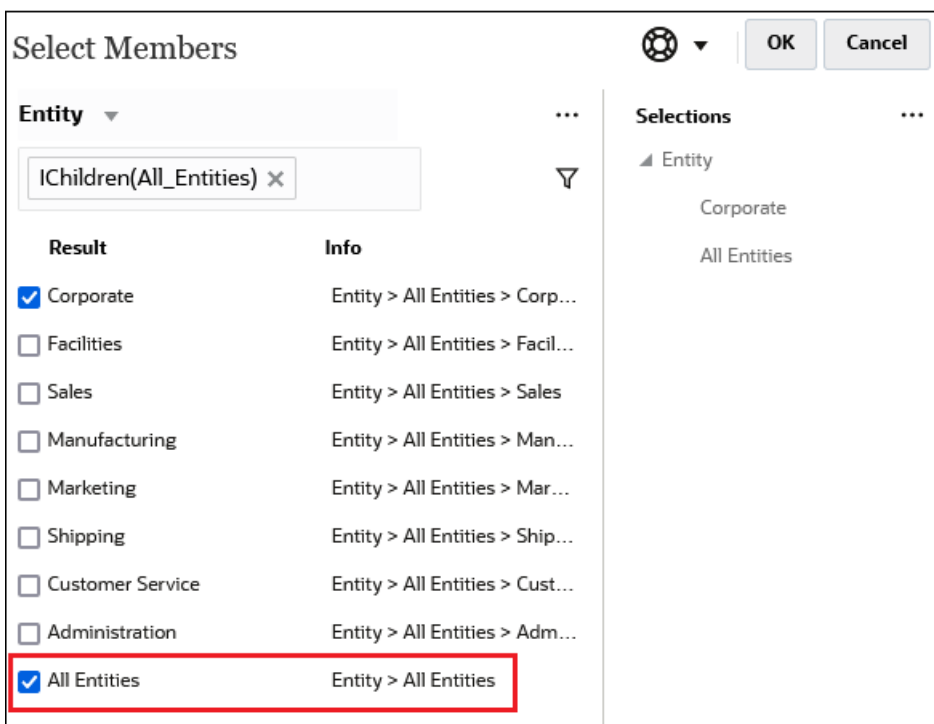 Select Members
OK
Cancel
Entity
...
IChildren(All_Entities)
Result Info
Corporate Entity > All Entities > Corp...
Facilities Entity > All Entities > Facil...
Sales Entity > All Entities > Sales
Manufacturing Entity > All Entities > Man...
Marketing Entity > All Entities > Mar...
Shipping Entity > All Entities > Ship...
Customer Service Entity > All Entities > Cust...
Administration Entity > All Entities > Adm...
All Entities Entity > All Entities
Selections
...
Entity
Corporate
All Entities